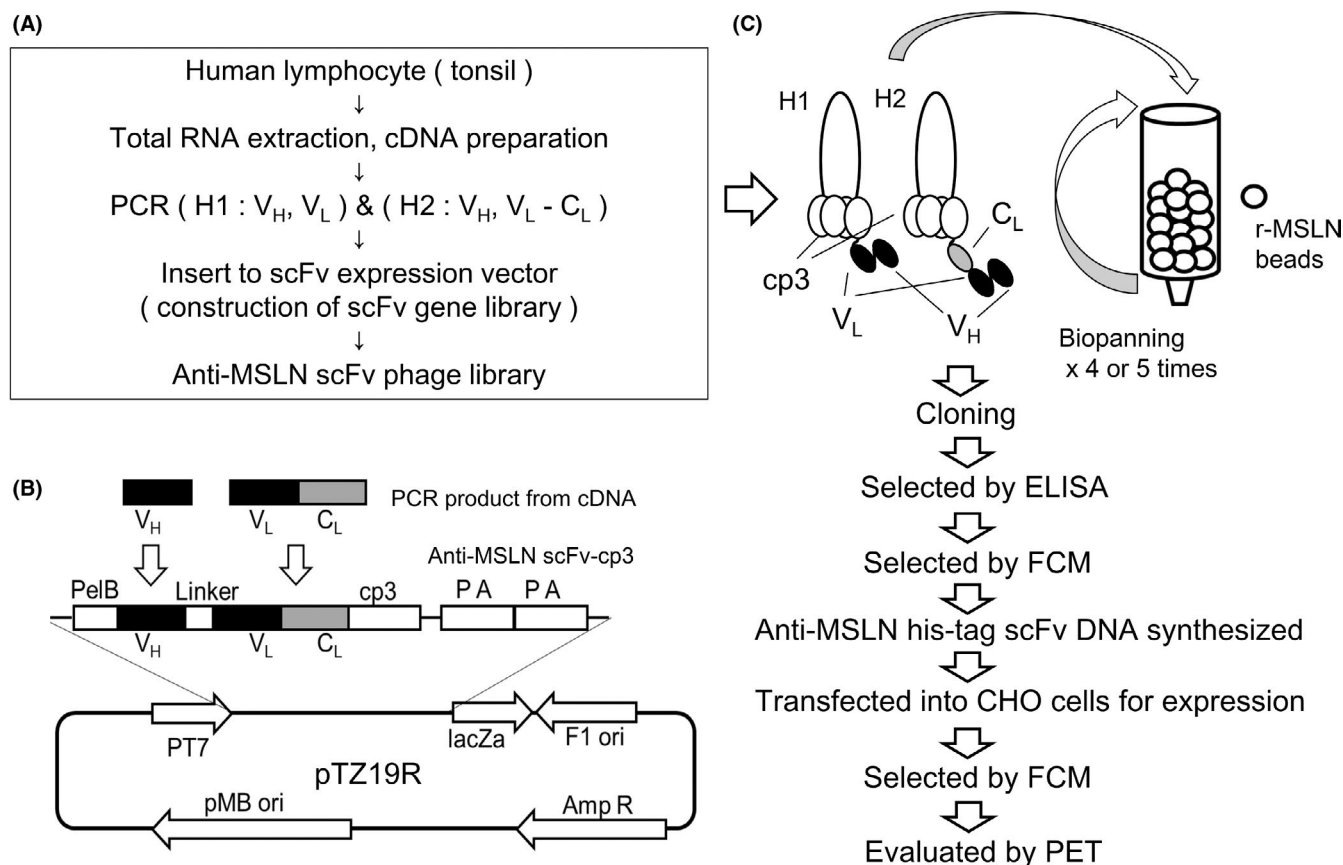 (A)
Human lymphocyte ( tonsil )
↓
Total RNA extraction, cDNA preparation
↓
PCR ( H1 : VH, VL ) & ( H2 : VH, VL - CL )
↓
Insert to scFv expression vector
( construction of scFv gene library )
↓
Anti-MSLN scFv phage library
(B)
PCR product from cDNA
VH VL CL
Anti-MSLN scFv-cp3
PelB Linker cp3 P A P A
VH VL CL
PT7 lacZa F1 ori
pTZ19R
pMB ori Amp R
(C)
H1 H2
CL
cp3
VL VH
r-MSLN
beads
Biopanning
x 4 or 5 times
Cloning
Selected by ELISA
Selected by FCM
Anti-MSLN his-tag scFv DNA synthesized
Transfected into CHO cells for expression
Selected by FCM
Evaluated by PET